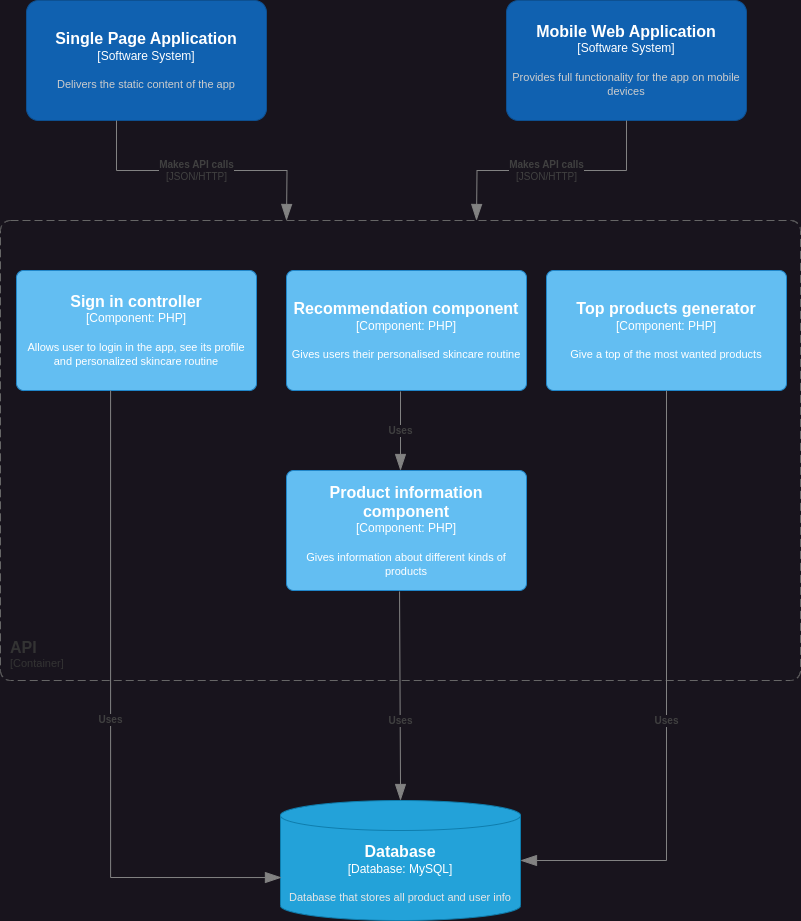 Single Page Application
[Software System]
Delivers the static content of the app
Mobile Web Application
[Software System]
Provides full functionality for the app on mobile
devices
Makes API calls
[JSON/HTTP]
Makes API calls
[JSON/HTTP]
Sign in controller
[Component: PHP]
Allows user to login in the app, see its profile
and personalized skincare routine
Recommendation component
[Component: PHP]
Gives users their personalised skincare routine
Top products generator
[Component: PHP]
Give a top of the most wanted products
Uses
Product information
component
[Component: PHP]
Gives information about different kinds of
products
API
[Container]
Uses
Uses
Uses
Database
[Database: MySQL]
Database that stores all product and user info